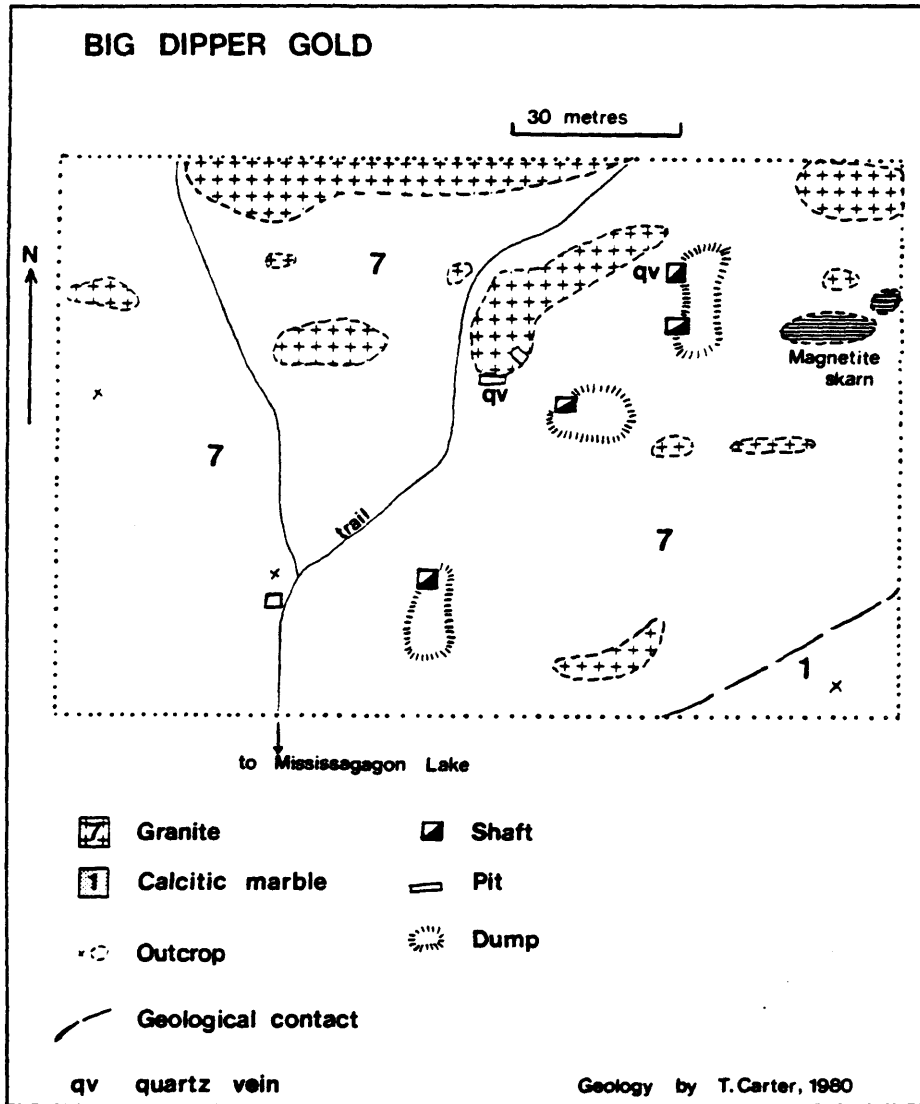 BIG DIPPER GOLD
30 metres
N
7
qv
Magnetite
skarn
qv
7
trail
7
1
to Mississagagon Lake
7 Granite
Shaft
1 Calcitic marble
Pit
Outcrop
Dump
Geological contact
qv quartz vein
Geology by T. Carter, 1980